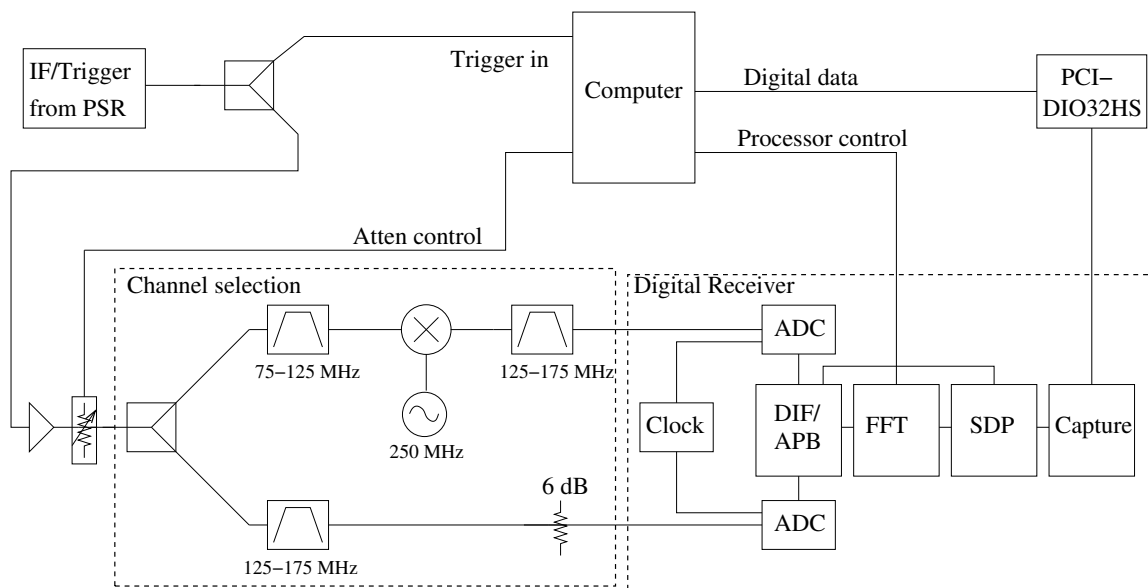 IF/Trigger
from PSR
Trigger in
Computer
Digital data
PCI−
DIO32HS
Processor control
Atten control
Channel selection
Digital Receiver
75−125 MHz
125−175 MHz
ADC
250 MHz
Clock
DIF/
APB
FFT
SDP
Capture
6 dB
125−175 MHz
ADC